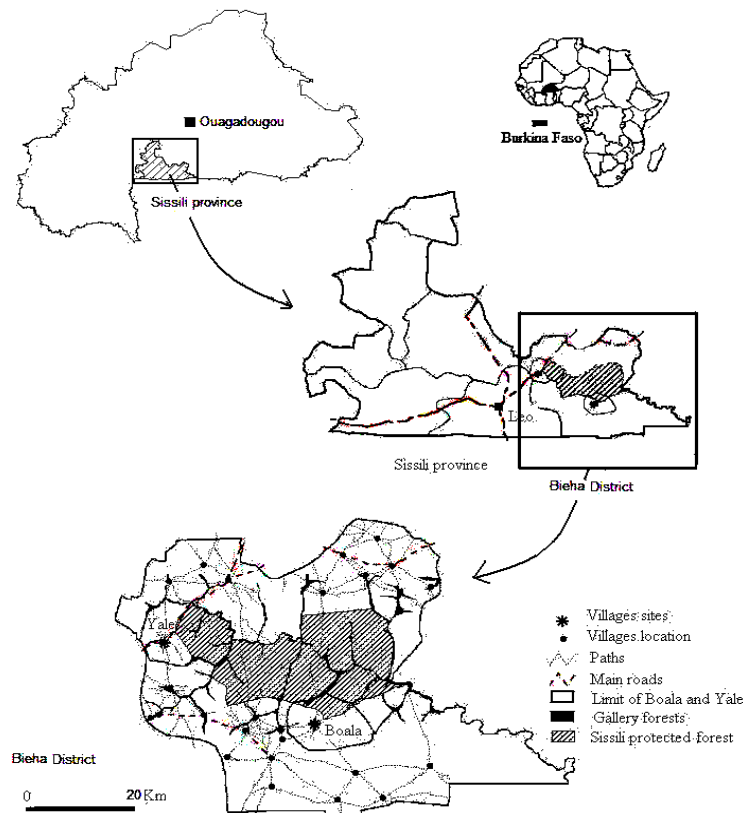 Ouagadougou
Burkina Faso
Sissili province
Leo
Sissili province
Bieha District
Villages sites
Villages location
Yale
Paths
Main roads
Limit of Boala and Yale
Gallery forests
Boala
Sissili protected forest
Bieha District
0 20 Km